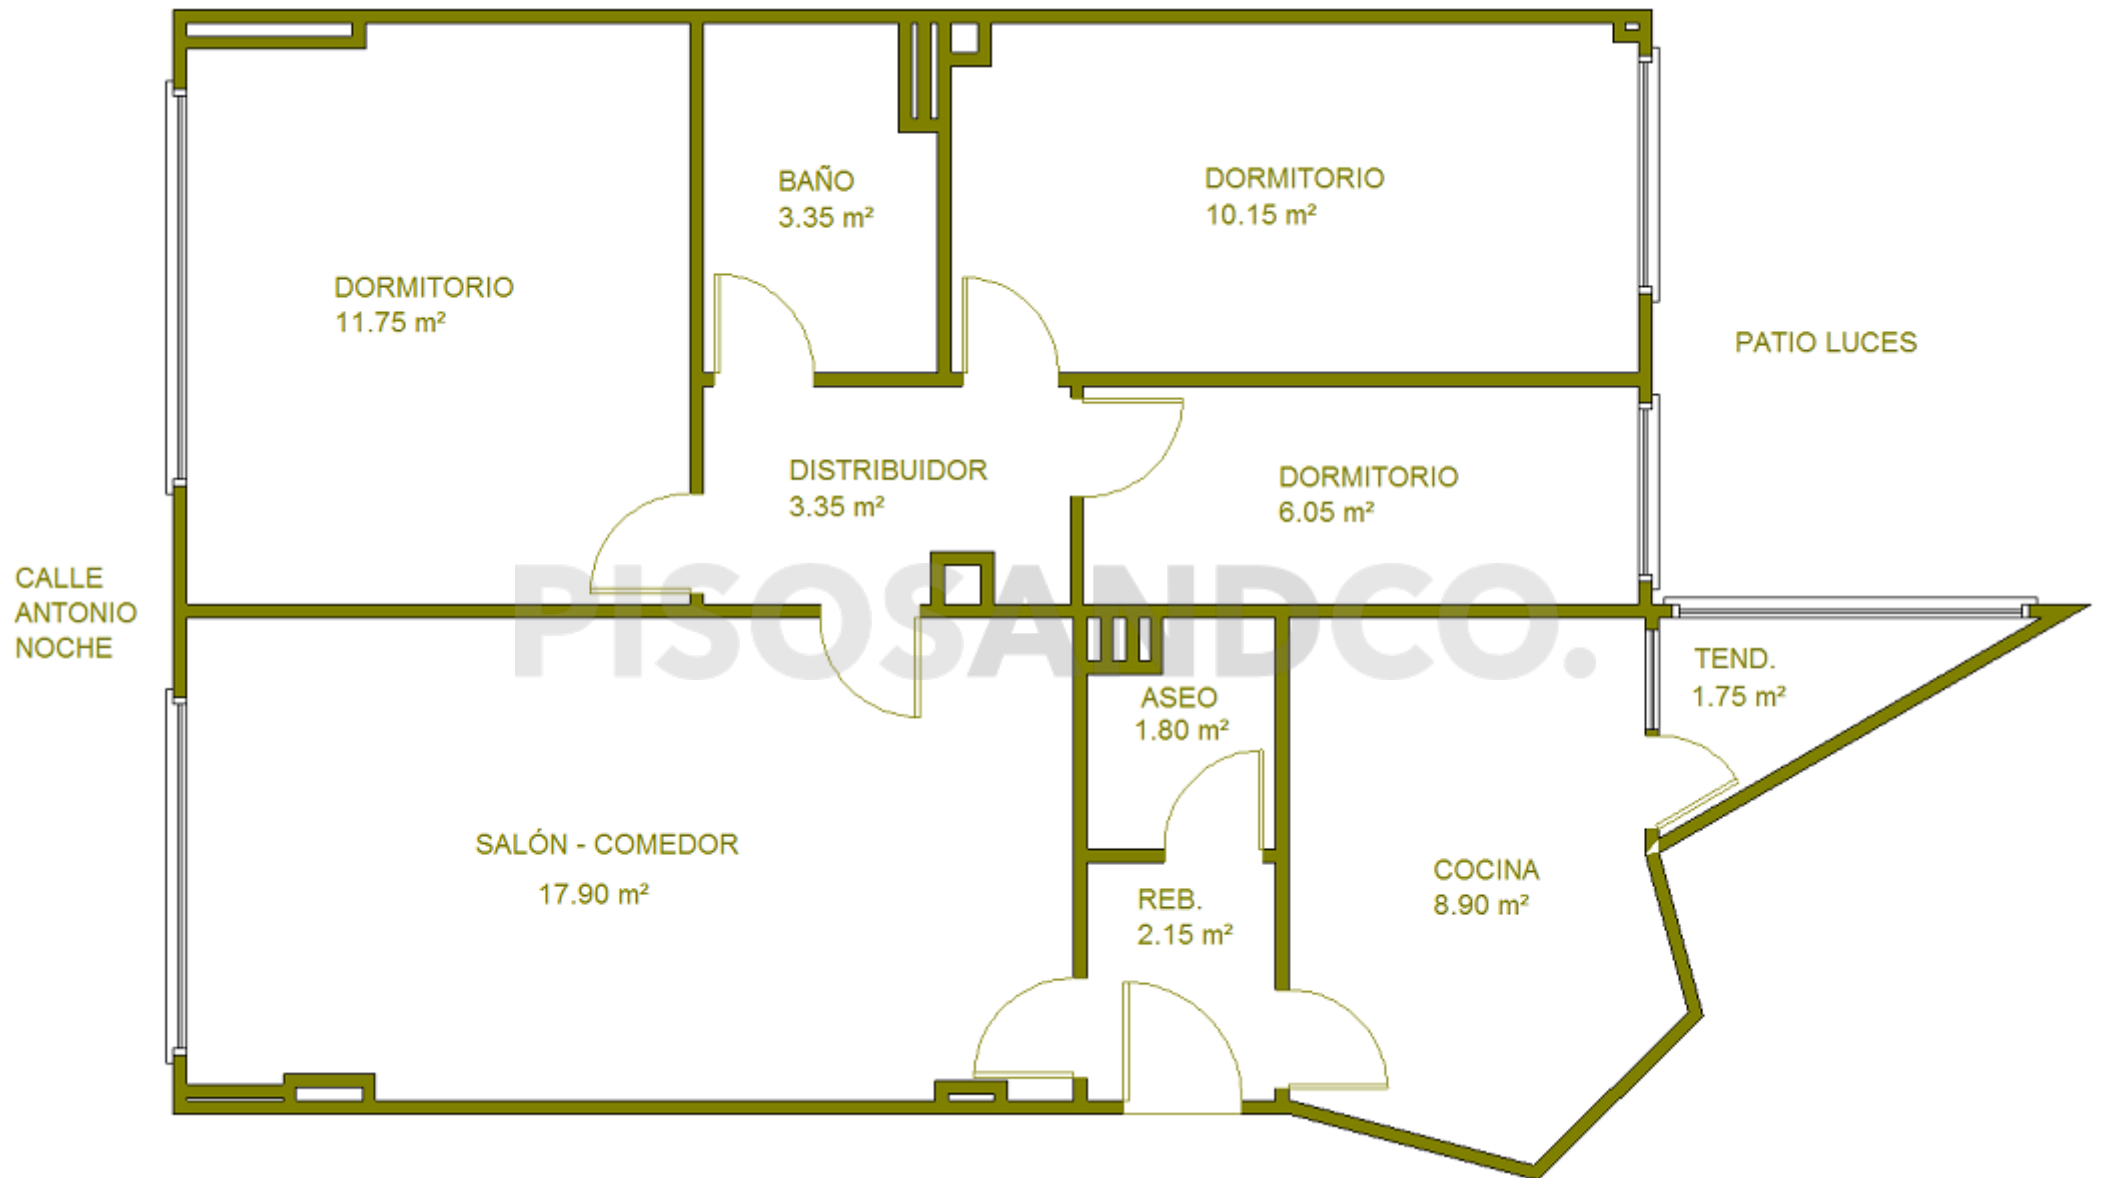 BAÑO
3.35 m²
DORMITORIO
10.15 m²
DORMITORIO
11.75 m²
PATIO LUCES
DISTRIBUIDOR
3.35 m²
DORMITORIO
6.05 m²
CALLE
ANTONIO
NOCHE
PISOSANDCO.
TEND.
1.75 m²
ASEO
1.80 m²
SALÓN - COMEDOR
17.90 m²
COCINA
8.90 m²
REB.
2.15 m²